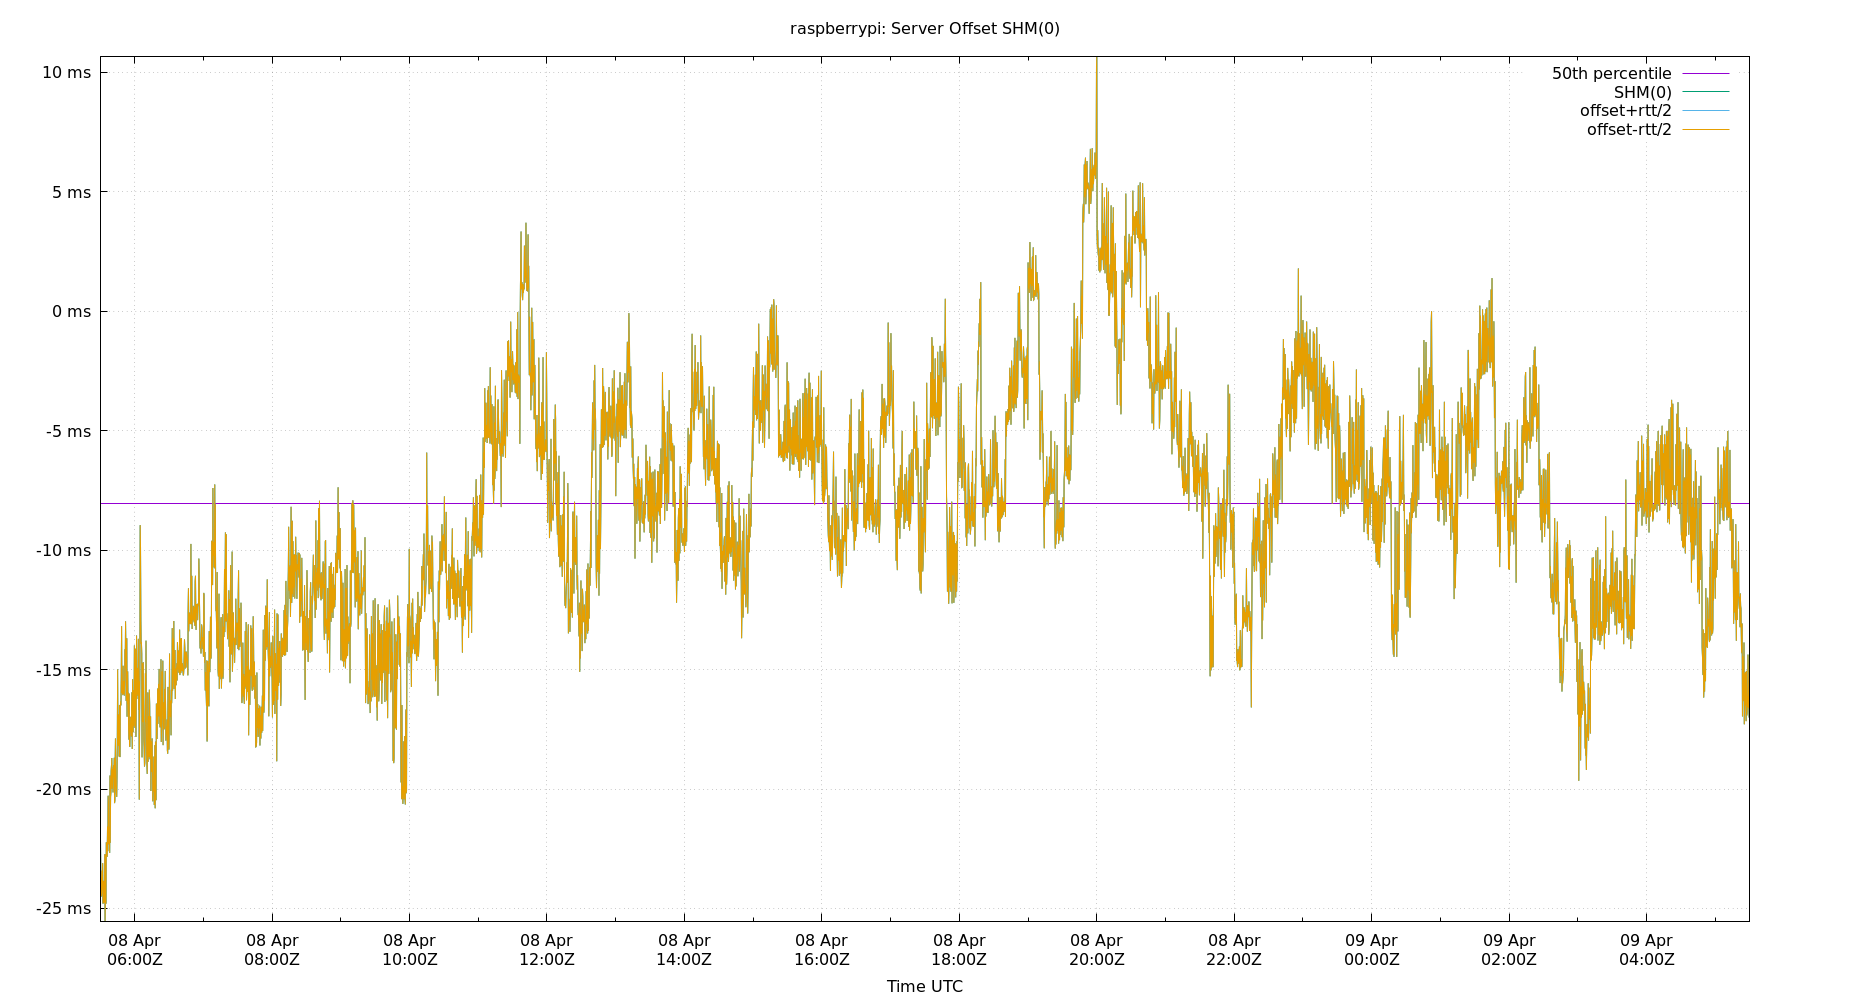 raspberrypi: Server Offset SHM(0)
10 ms
5 ms
0 ms
-5 ms
-10 ms
-15 ms
-20 ms
-25 ms
50th percentile
SHM(0)
offset+rtt/2
offset-rtt/2
08 Apr 08 Apr 08 Apr 08 Apr 08 Apr 08 Apr 08 Apr 08 Apr 08 Apr 09 Apr 09 Apr 09 Apr
06:00Z 08:00Z 10:00Z 12:00Z 14:00Z 16:00Z 18:00Z 20:00Z 22:00Z 00:00Z 02:00Z 04:00Z
Time UTC